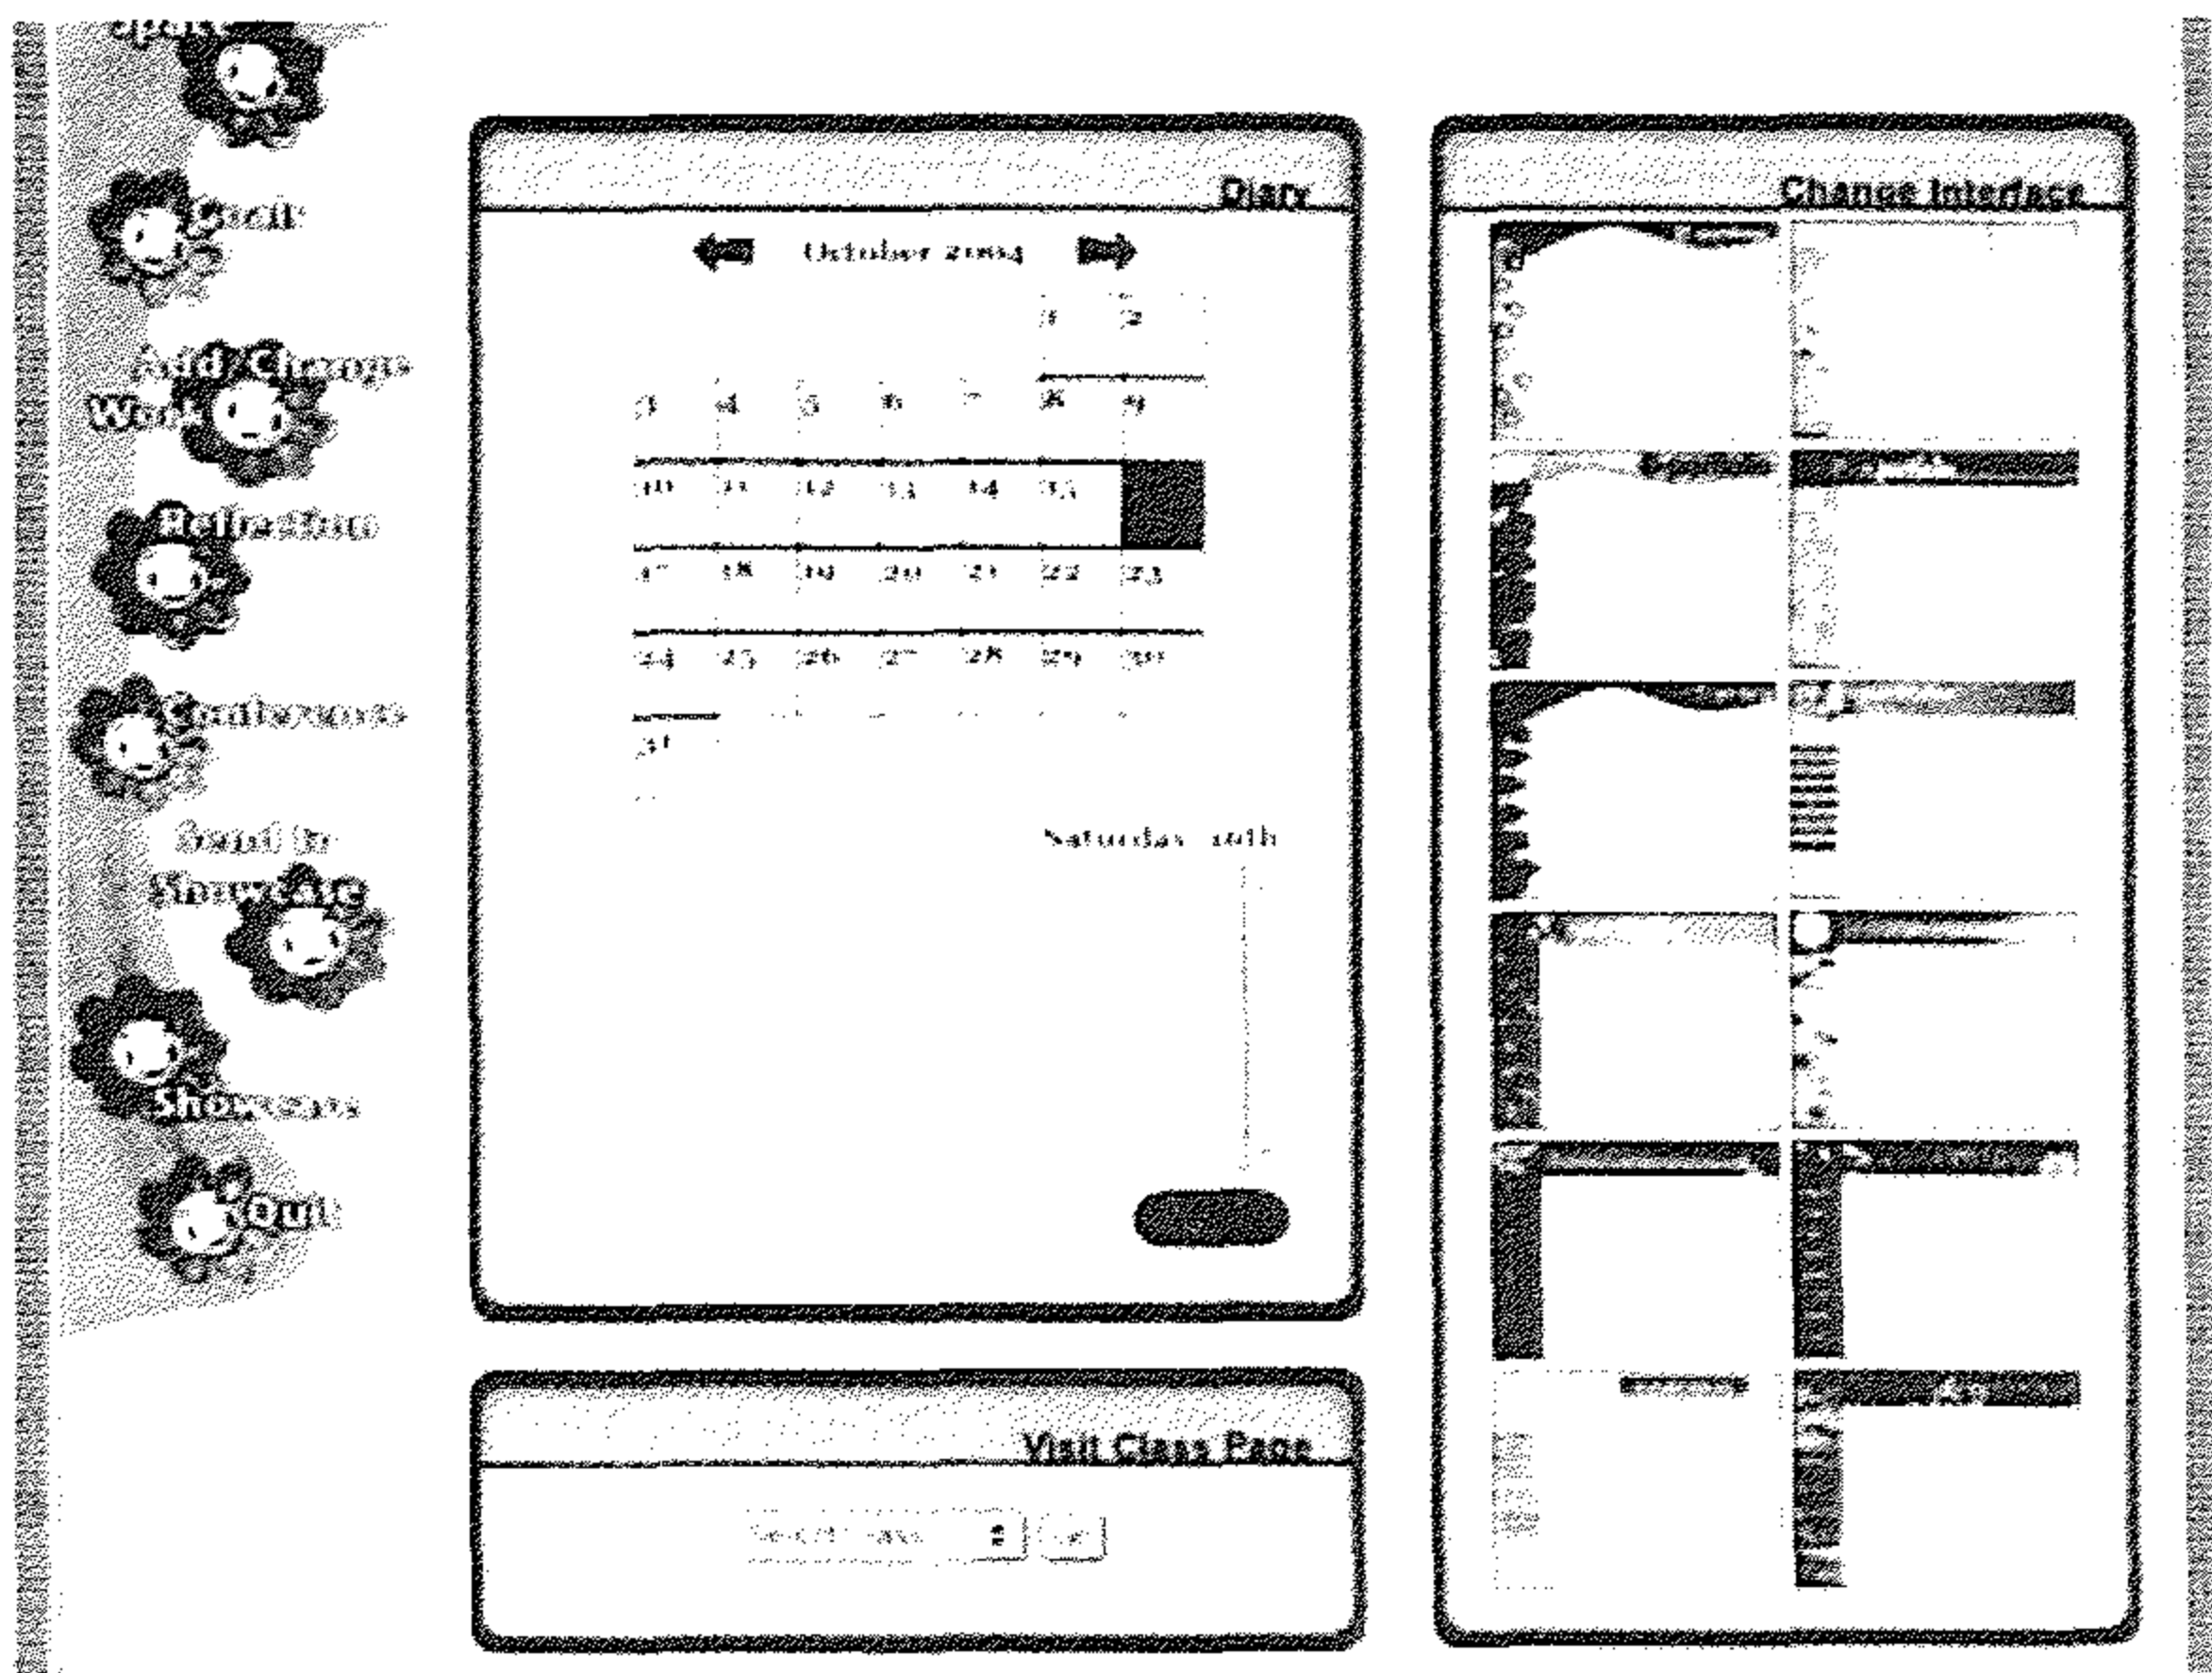 Add/Change
Work
Reflection
Send to
Showcase
Showcase
Quit
Diary
October 2004
1 2
3 4 5 6 7 8 9
10 11 12 13 14 15
17 18 19 20 21 22 23
24 25 26 27 28 29 30
31
Saturday 16th
Visit Class Page
Select Class
Change Interface